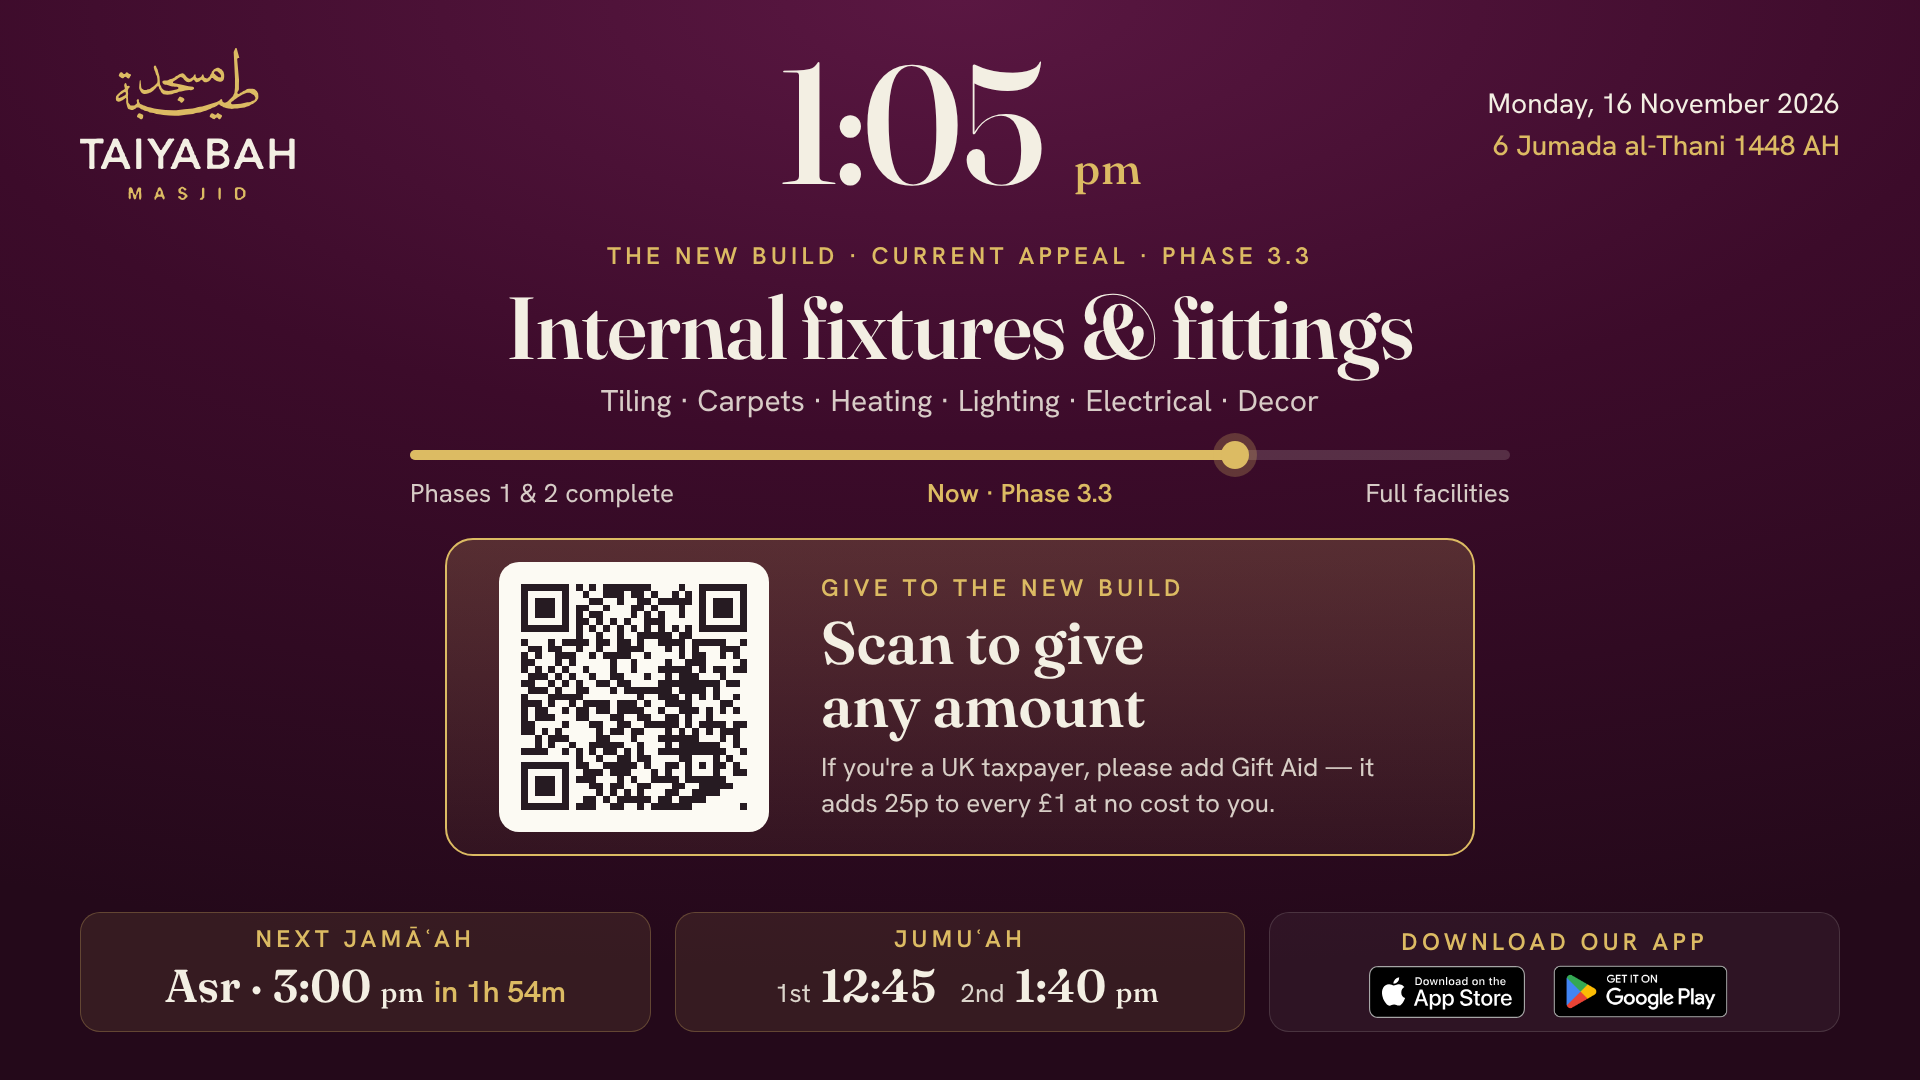 مسجد طيبة
TAIYABAH
MASJID
1:05 pm
Monday, 16 November 2026
6 Jumada al-Thani 1448 AH
THE NEW BUILD · CURRENT APPEAL · PHASE 3.3
Internal fixtures & fittings
Tiling · Carpets · Heating · Lighting · Electrical · Decor
Phases 1 & 2 complete
Now · Phase 3.3
Full facilities
GIVE TO THE NEW BUILD
Scan to give
any amount
If you're a UK taxpayer, please add Gift Aid — it
adds 25p to every £1 at no cost to you.
NEXT JAMĀʿAH
Asr · 3:00 pm in 1h 54m
JUMUʿAH
1st 12:45 2nd 1:40 pm
DOWNLOAD OUR APP
Download on the
App Store
GET IT ON
Google Play